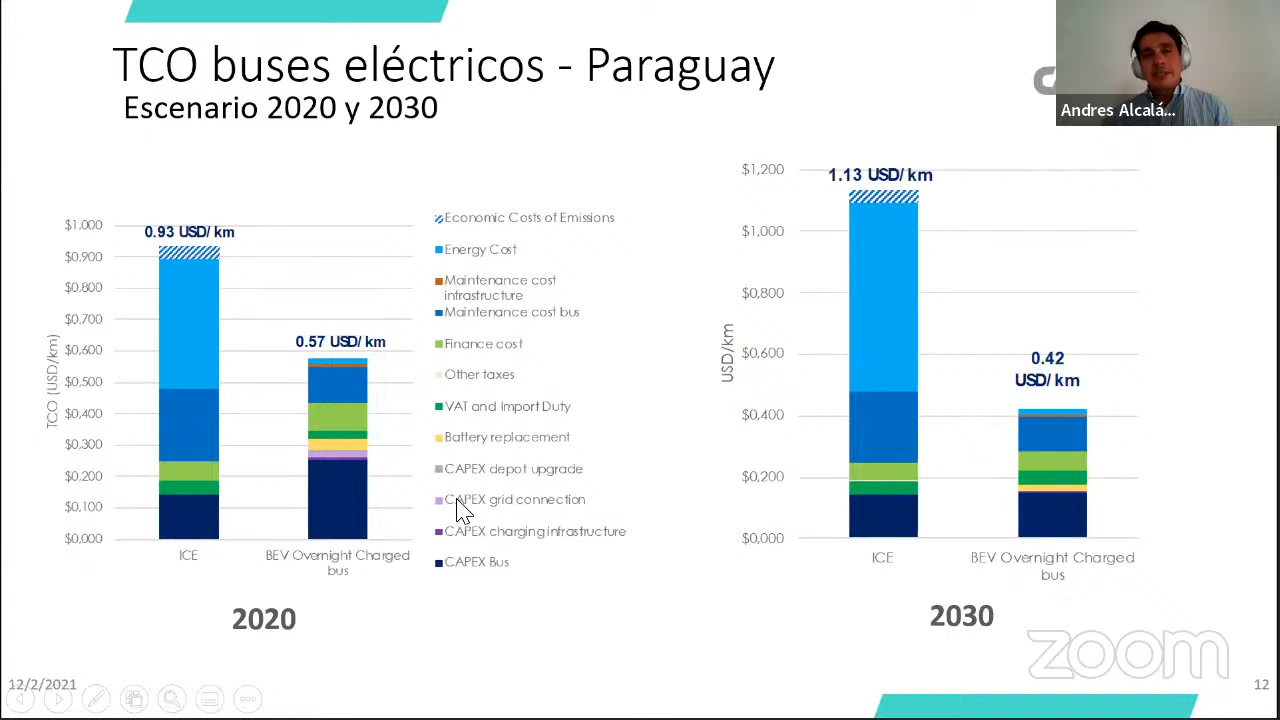 TCO buses eléctricos - Paraguay
Escenario 2020 y 2030
Andres Alcalá...
TCO (USD/km)
$1,000
$0,900
$0,800
$0,700
$0,600
$0,500
$0,400
$0,300
$0,200
$0,100
$0,000
0.93 USD/ km
0.57 USD/ km
ICE
BEV Overnight Charged
bus
2020
Economic Costs of Emissions
Energy Cost
Maintenance cost
infrastructure
Maintenance cost bus
Finance cost
Other taxes
VAT and Import Duty
Battery replacement
CAPEX depot upgrade
CAPEX grid connection
CAPEX charging infrastructure
CAPEX Bus
USD/km
$1,200
$1,000
$0,800
$0,600
$0,400
$0,200
$0,000
1.13 USD/ km
0.42
USD/ km
ICE
BEV Overnight Charged
bus
2030
zoom
12/2/2021
12